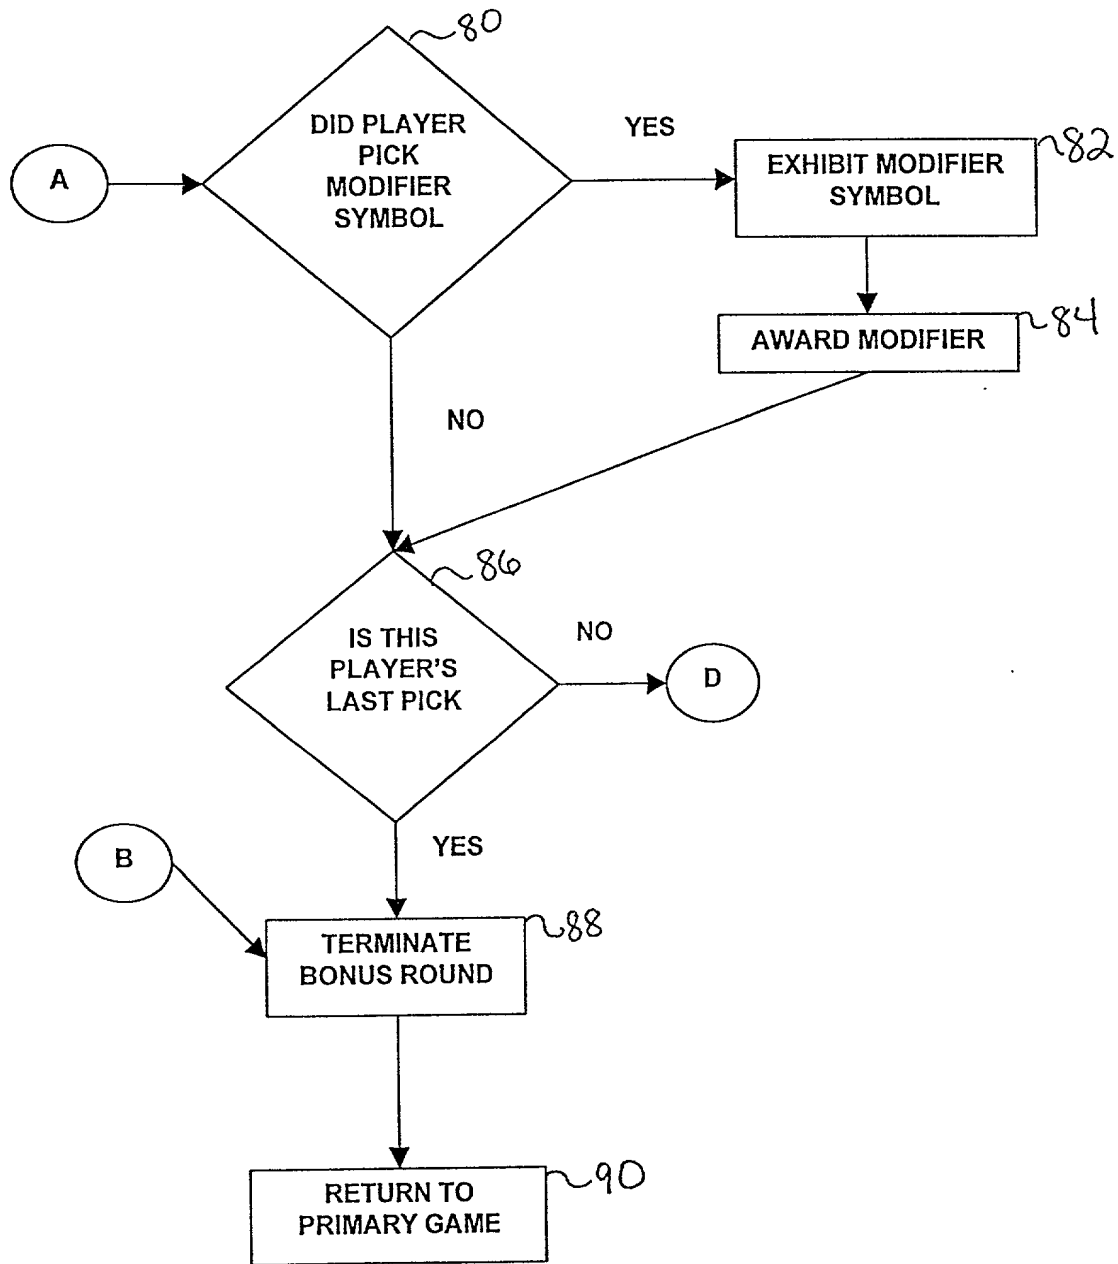 80
DID PLAYER
PICK
MODIFIER
SYMBOL
YES
A
EXHIBIT MODIFIER
SYMBOL
82
AWARD MODIFIER
84
NO
86
IS THIS
PLAYER'S
LAST PICK
NO
D
YES
B
TERMINATE
BONUS ROUND
88
RETURN TO
PRIMARY GAME
90